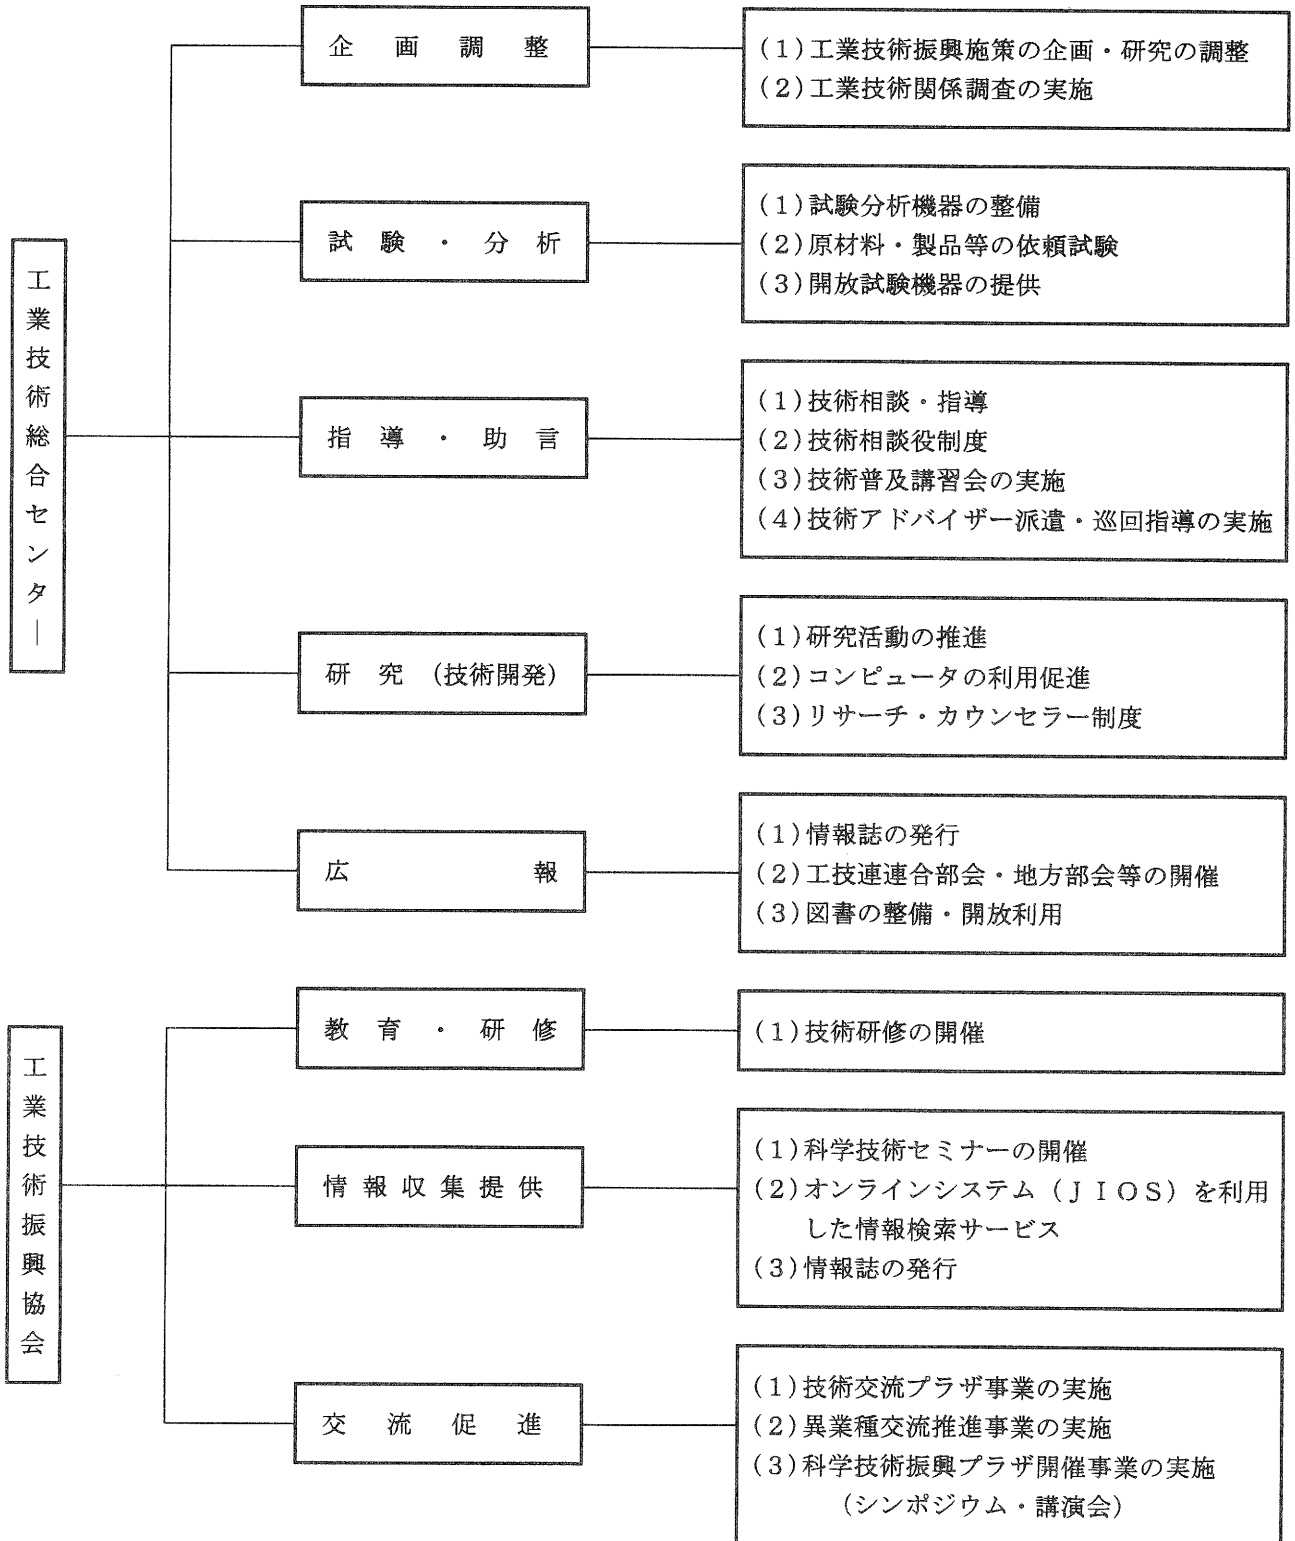 工業技術総合センター
企画調整
(1)工業技術振興施策の企画・研究の調整
(2)工業技術関係調査の実施
試験・分析
(1)試験分析機器の整備
(2)原材料・製品等の依頼試験
(3)開放試験機器の提供
指導・助言
(1)技術相談・指導
(2)技術相談役制度
(3)技術普及講習会の実施
(4)技術アドバイザー派遣・巡回指導の実施
研究(技術開発)
(1)研究活動の推進
(2)コンピュータの利用促進
(3)リサーチ・カウンセラー制度
広報
(1)情報誌の発行
(2)工技連連合部会・地方部会等の開催
(3)図書の整備・開放利用
工業技術振興協会
教育・研修
(1)技術研修の開催
情報収集提供
(1)科学技術セミナーの開催
(2)オンラインシステム(JIOS)を利用
した情報検索サービス
(3)情報誌の発行
交流促進
(1)技術交流プラザ事業の実施
(2)異業種交流推進事業の実施
(3)科学技術振興プラザ開催事業の実施
(シンポジウム・講演会)